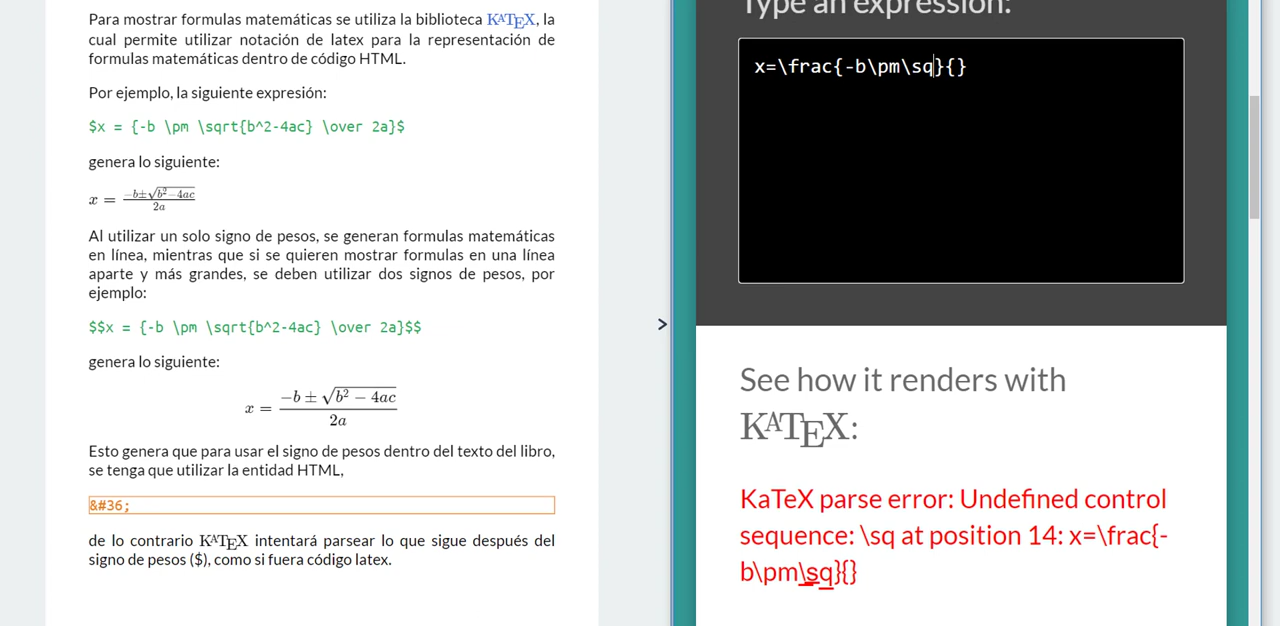 Para mostrar formulas matemáticas se utiliza la biblioteca KATEX, la
cual permite utilizar notación de latex para la representación de
formulas matemáticas dentro de código HTML.
Por ejemplo, la siguiente expresión:
$x = {-b \pm \sqrt{b^2-4ac} \over 2a}$
genera lo siguiente:
x = −b±√b²−4ac / 2a
Al utilizar un solo signo de pesos, se generan formulas matemáticas
en línea, mientras que si se quieren mostrar formulas en una línea
aparte y más grandes, se deben utilizar dos signos de pesos, por
ejemplo:
$$x = {-b \pm \sqrt{b^2-4ac} \over 2a}$$
genera lo siguiente:
x = −b ± √b² − 4ac / 2a
Esto genera que para usar el signo de pesos dentro del texto del libro,
se tenga que utilizar la entidad HTML,
&#36;
de lo contrario KATEX intentará parsear lo que sigue después del
signo de pesos ($), como si fuera código latex.
>
Type an expression:
x=\frac{-b\pm\sq}{}
See how it renders with
KATEX:
KaTeX parse error: Undefined control
sequence: \sq at position 14: x=\frac{-
b\pm\sq}{}